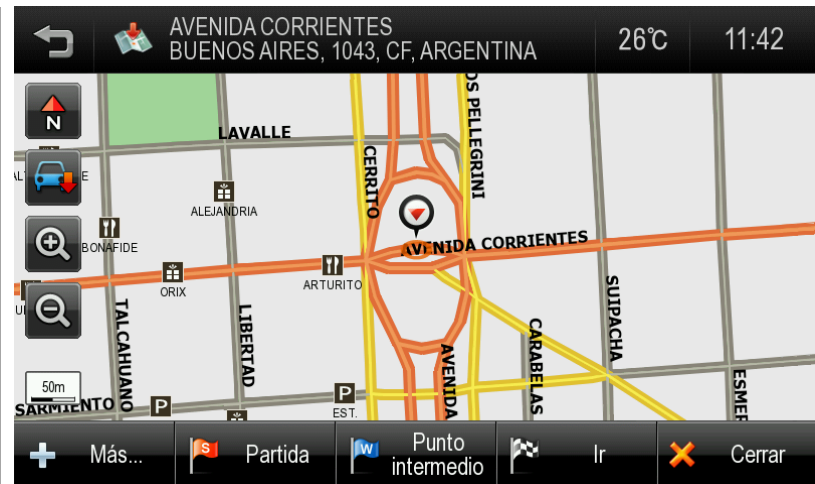 AVENIDA CORRIENTES
BUENOS AIRES, 1043, CF, ARGENTINA
26°C
11:42
N
LAVALLE
CERRITO
OS PELLEGRINI
E
ALEJANDRIA
BONAFIDE
AVENIDA CORRIENTES
ORIX
ARTURITO
TALCAHUANO
LIBERTAD
SUIPACHA
CARABELAS
AVENIDA
ESMER
50m
SARMIENTO
P
P
EST.
Más...
S
Partida
W
Punto
intermedio
Ir
Cerrar